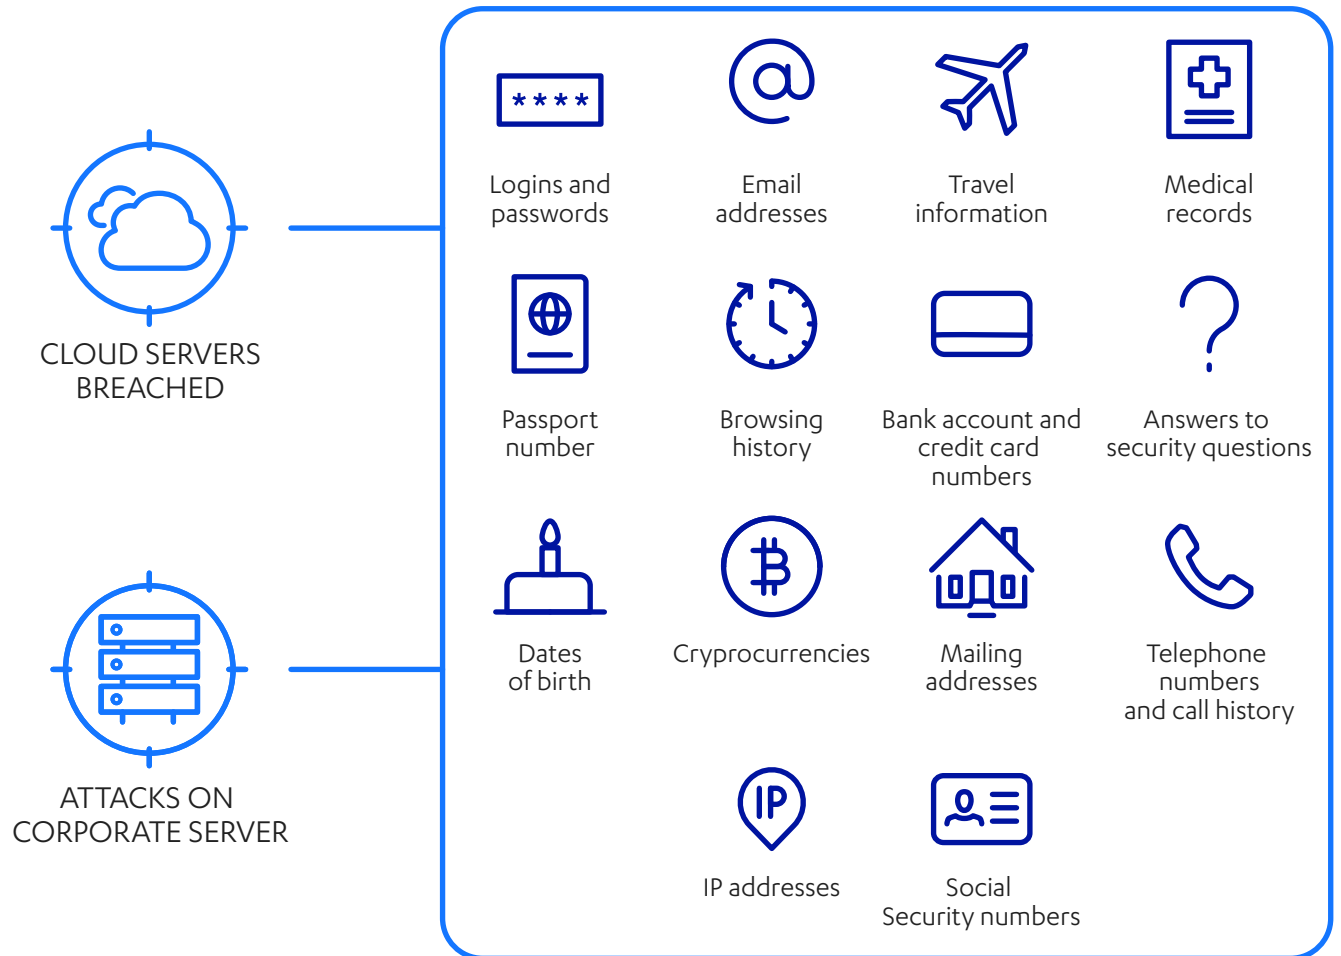 ****
Logins and
passwords
Email
addresses
Travel
information
Medical
records
CLOUD SERVERS
BREACHED
Passport
number
Browsing
history
Bank account and
credit card
numbers
Answers to
security questions
Dates
of birth
Cryprocurrencies
Mailing
addresses
Telephone
numbers
and call history
ATTACKS ON
CORPORATE SERVER
IP
IP addresses
Social
Security numbers